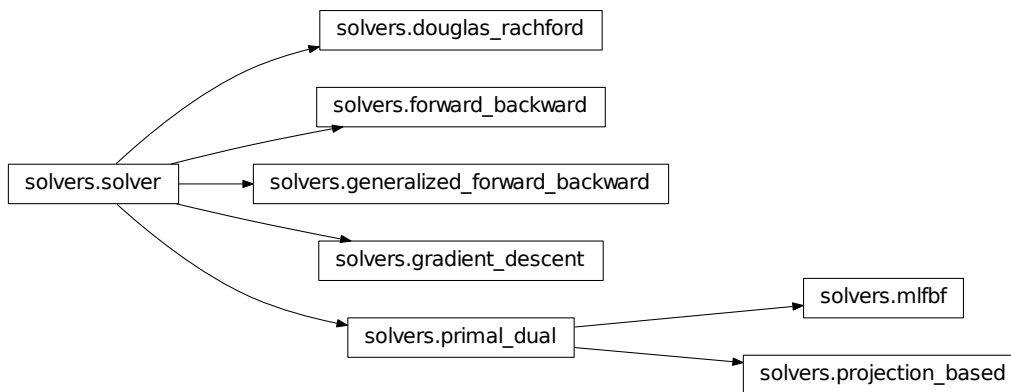 solvers.douglas_rachford
solvers.forward_backward
solvers.solver
solvers.generalized_forward_backward
solvers.gradient_descent
solvers.mlfbf
solvers.primal_dual
solvers.projection_based